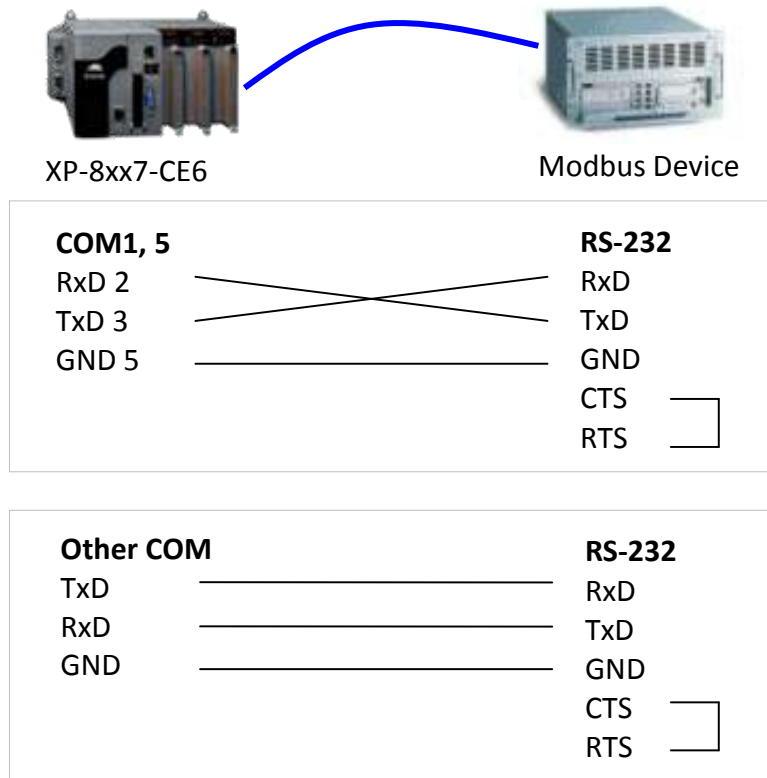 XP-8xx7-CE6
Modbus Device
COM1, 5
RS-232
RxD 2
RxD
TxD 3
TxD
GND 5
GND
CTS
RTS
Other COM
RS-232
TxD
RxD
RxD
TxD
GND
GND
CTS
RTS